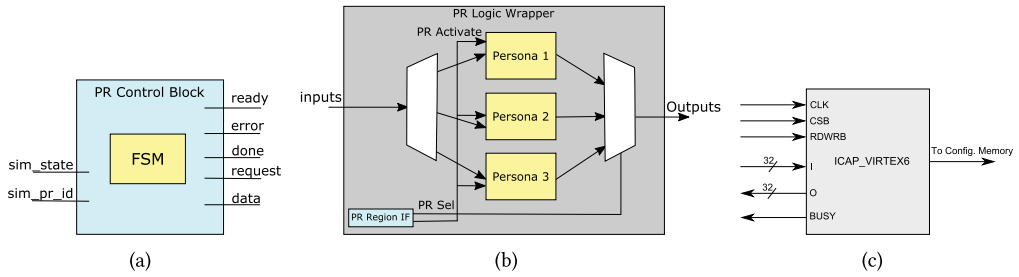 PR Control Block
FSM
sim_state
sim_pr_id
ready
error
done
request
data
(a)
PR Logic Wrapper
PR Activate
Persona 1
Persona 2
Persona 3
inputs
Outputs
PR Sel
PR Region IF
(b)
CLK
CSB
RDWRB
32
I
ICAP_VIRTEX6
To Config. Memory
32
O
BUSY
(c)